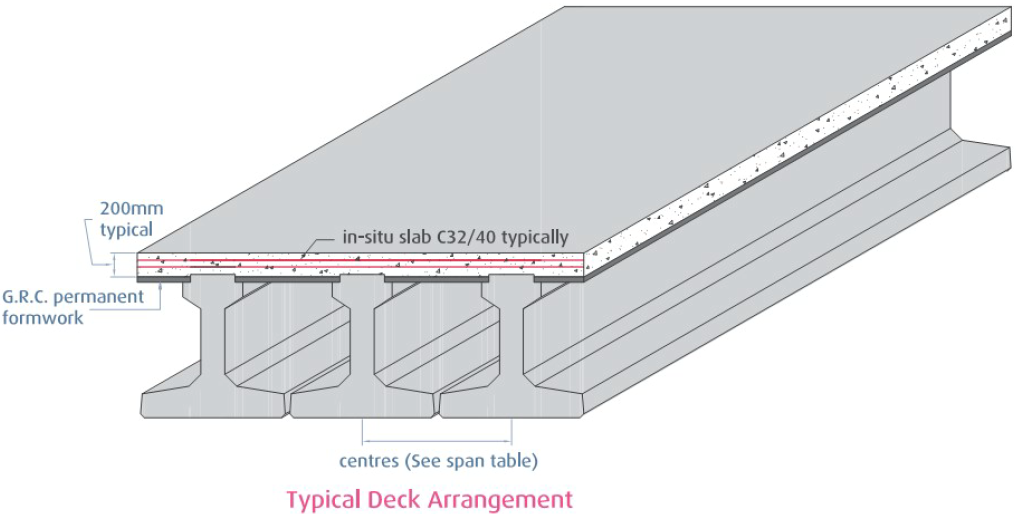 200mm
typical
in-situ slab C32/40 typically
G.R.C. permanent
formwork
centres (See span table)
Typical Deck Arrangement